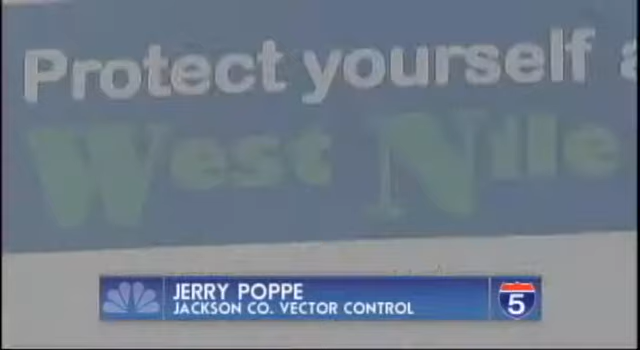 Protect yourself a
West Nile
JERRY POPPE
JACKSON CO. VECTOR CONTROL
5